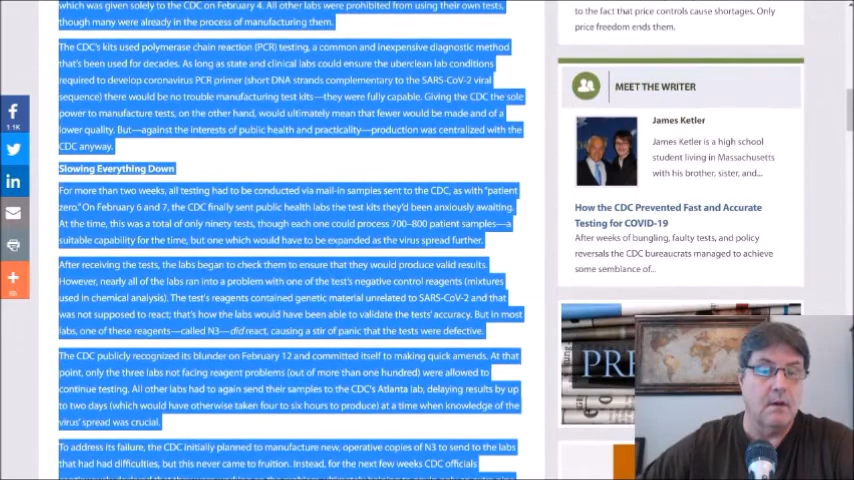 which was given solely to the CDC on February 4. All other labs were prohibited from using their own tests,
though many were already in the process of manufacturing them.
The CDC's kits used polymerase chain reaction (PCR) testing, a common and inexpensive diagnostic method
that's been used for decades. As long as state and clinical labs could ensure the uberclean lab conditions
required to develop coronavirus PCR primer (short DNA strands complementary to the SARS-CoV-2 viral
sequence) there would be no trouble manufacturing test kits—they were fully capable. Giving the CDC the sole
power to manufacture tests, on the other hand, would ultimately mean that fewer would be made and of a
lower quality. But—against the interests of public health and practicality—production was centralized with the
CDC anyway.
Slowing Everything Down
For more than two weeks, all testing had to be conducted via mail-in samples sent to the CDC, as with "patient
zero." On February 6 and 7, the CDC finally sent public health labs the test kits they'd been anxiously awaiting.
At the time, this was a total of only ninety tests, though each one could process 700–800 patient samples—a
suitable capability for the time, but one which would have to be expanded as the virus spread further.
After receiving the tests, the labs began to check them to ensure that they would produce valid results.
However, nearly all of the labs ran into a problem with one of the test's negative control reagents (mixtures
used in chemical analysis). The test's reagents contained genetic material unrelated to SARS-CoV-2 and that
was not supposed to react; that's how the labs would have been able to validate the tests' accuracy. But in most
labs, one of these reagents—called N3—did react, causing a stir of panic that the tests were defective.
The CDC publicly recognized its blunder on February 12 and committed itself to making quick amends. At that
point, only the three labs not facing reagent problems (out of more than one hundred) were allowed to
continue testing. All other labs had to again send their samples to the CDC's Atlanta lab, delaying results by up
to two days (which would have otherwise taken four to six hours to produce) at a time when knowledge of the
virus' spread was crucial.
To address its failure, the CDC initially planned to manufacture new, operative copies of N3 to send to the labs
that had had difficulties, but this never came to fruition. Instead, for the next few weeks CDC officials
1.1K
to the fact that price controls cause shortages. Only
price freedom ends them.
MEET THE WRITER
James Ketler
James Ketler is a high school
student living in Massachusetts
with his brother, sister, and...
How the CDC Prevented Fast and Accurate
Testing for COVID-19
After weeks of bungling, faulty tests, and policy
reversals the CDC bureaucrats managed to achieve
some semblance of...
PRE